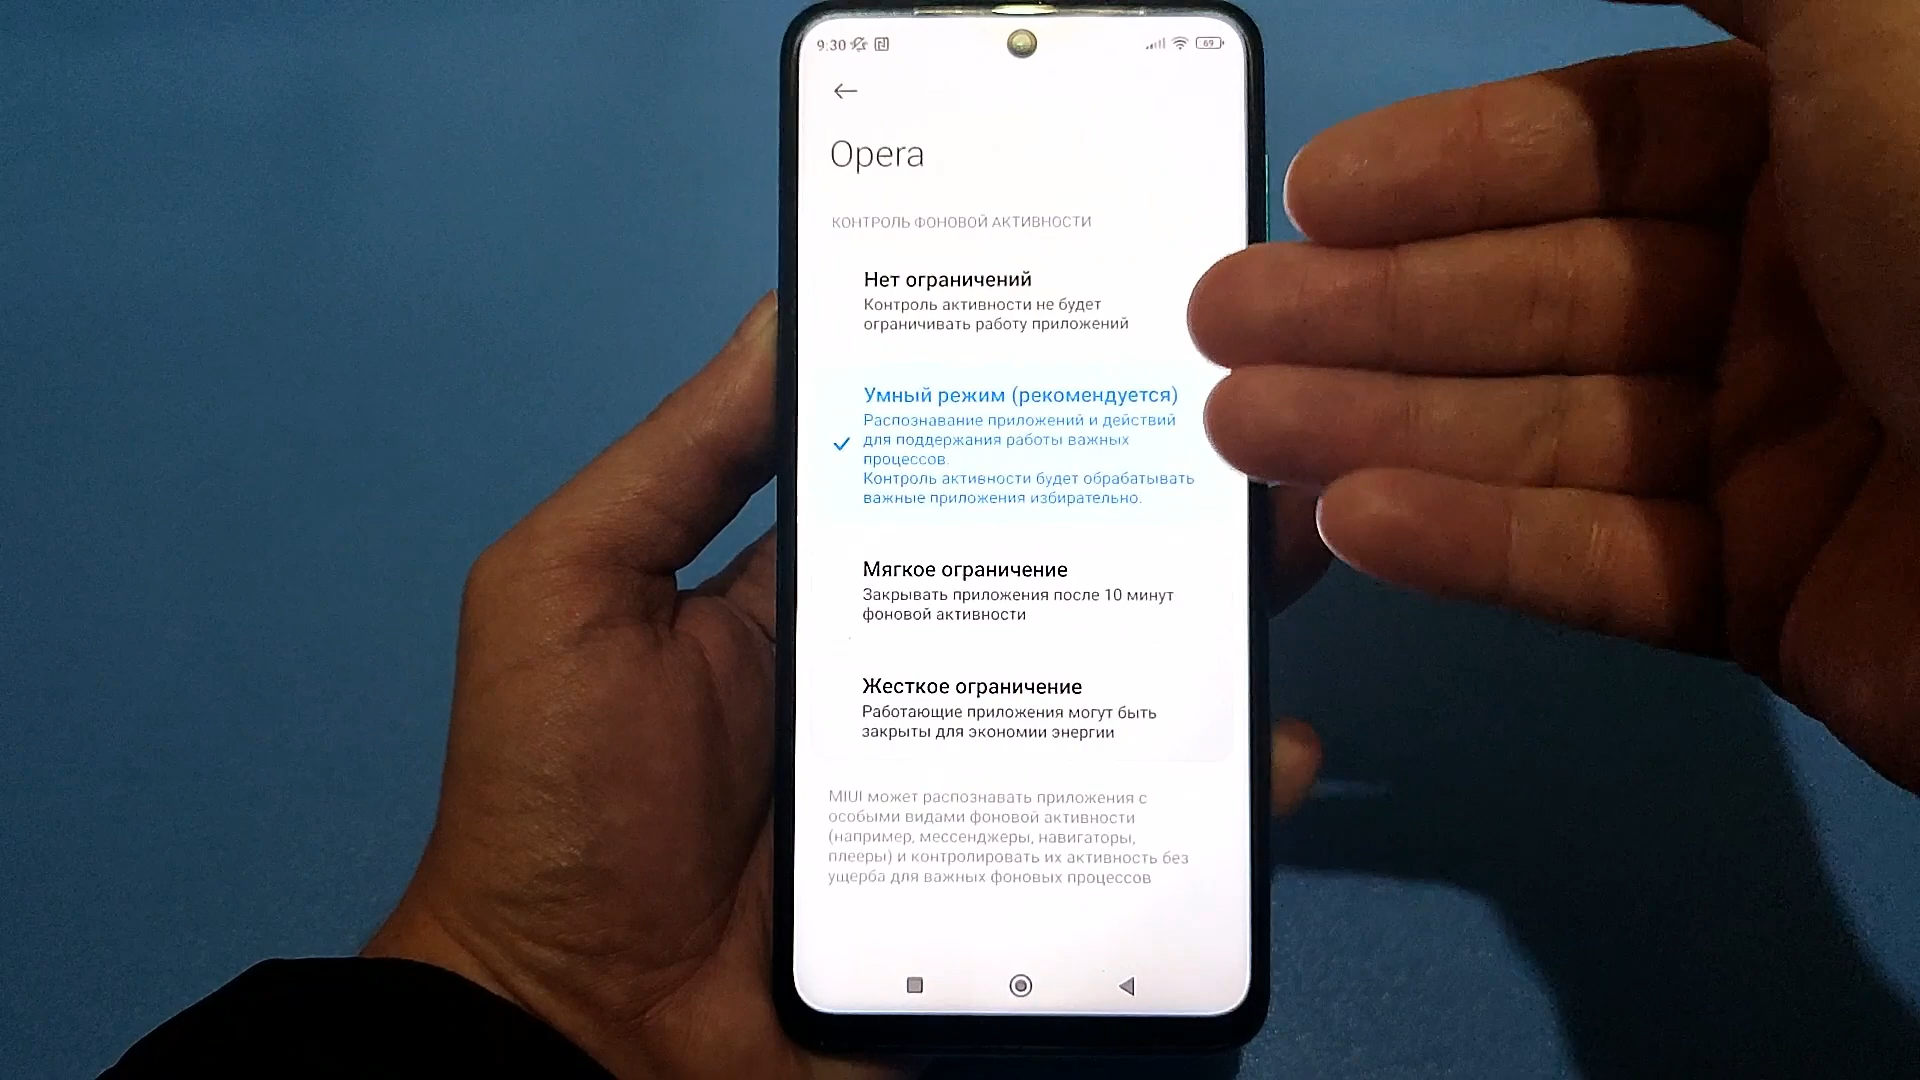 9:30
69
Opera
КОНТРОЛЬ ФОНОВОЙ АКТИВНОСТИ
Нет ограничений
Контроль активности не будет
ограничивать работу приложений
Умный режим (рекомендуется)
Распознавание приложений и действий
для поддержания работы важных
процессов.
Контроль активности будет обрабатывать
важные приложения избирательно.
Мягкое ограничение
Закрывать приложения после 10 минут
фоновой активности
Жесткое ограничение
Работающие приложения могут быть
закрыты для экономии энергии
MIUI может распознавать приложения с
особыми видами фоновой активности
(например, мессенджеры, навигаторы,
плееры) и контролировать их активность без
ущерба для важных фоновых процессов